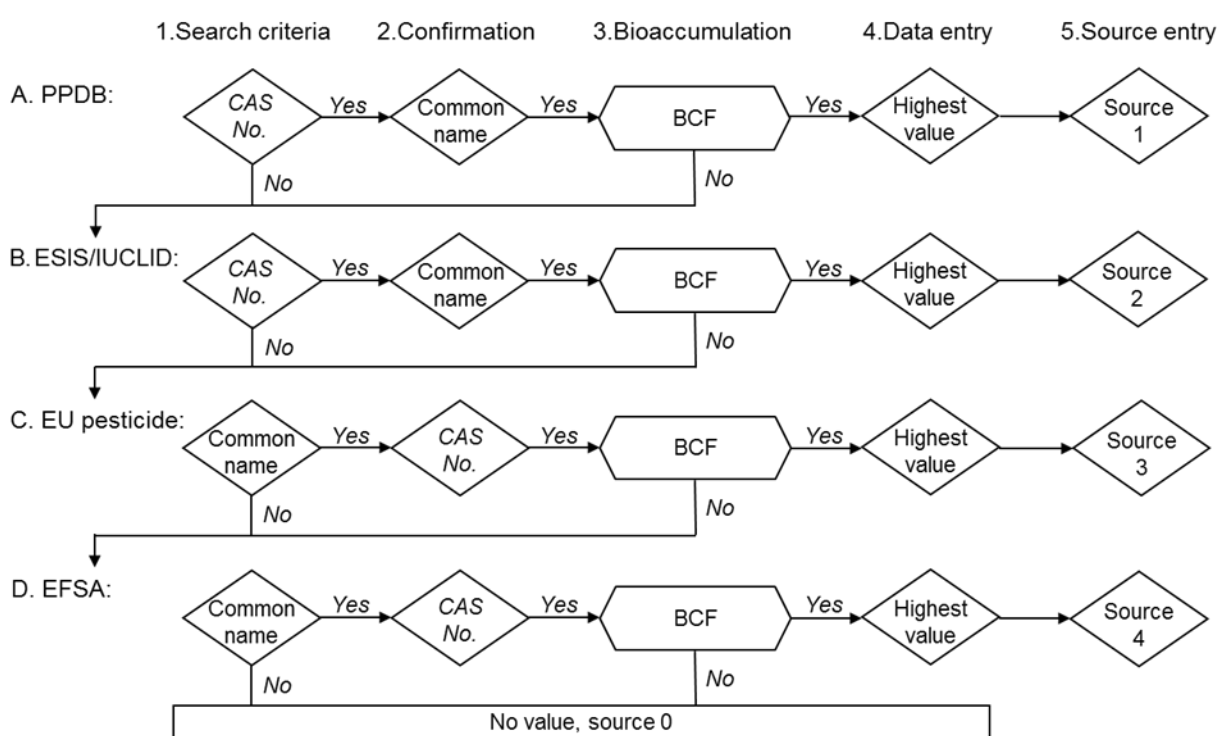 1.Search criteria 2.Confirmation 3.Bioaccumulation 4.Data entry 5.Source entry
A. PPDB:
CAS
No.
Yes
Common
name
Yes
BCF
Yes
Highest
value
Source
1
No
No
B. ESIS/IUCLID:
CAS
No.
Yes
Common
name
Yes
BCF
Yes
Highest
value
Source
2
No
No
C. EU pesticide:
Common
name
Yes
CAS
No.
Yes
BCF
Yes
Highest
value
Source
3
No
No
D. EFSA:
Common
name
Yes
CAS
No.
Yes
BCF
Yes
Highest
value
Source
4
No
No
No value, source 0